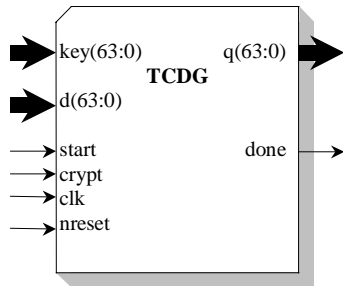 key(63:0) q(63:0)
TCDG
d(63:0)
start done
crypt
clk
nreset